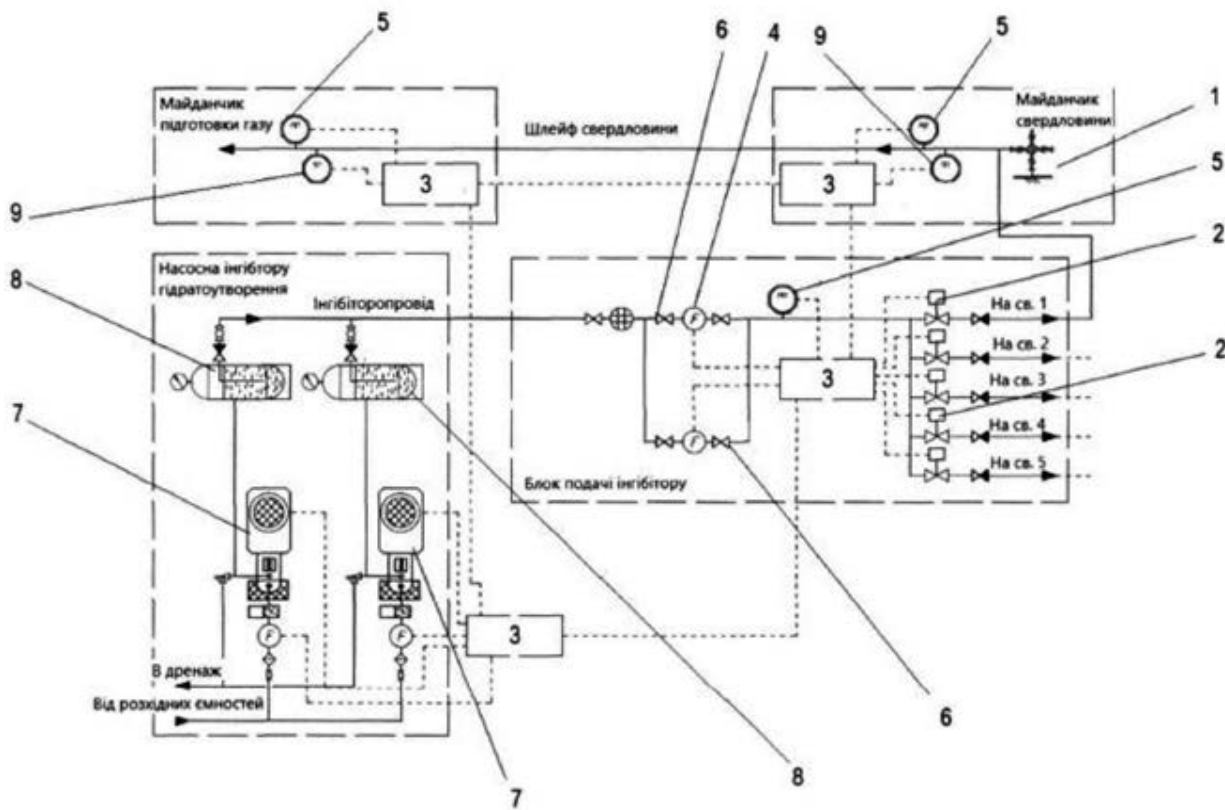 5
6
4
9
5
1
Майданчик
підготовки газу
Шлейф свердловини
Майданчик
свердловини
3
3
5
9
2
8
Насосна інгібтору
гідратоутворення
Інгібіторопровід
F
На св. 1
На св. 2
3
На св. 3
2
7
F
На св. 4
На св. 5
Блок подачі інгібітору
3
F
F
В дренаж
Від розхідних ємностей
6
8
7